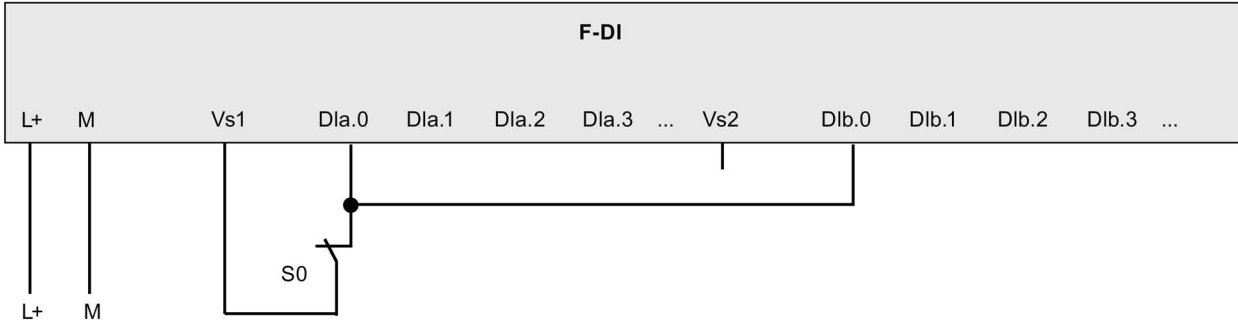 F-DI
L+ M Vs1 DIa.0 DIa.1 DIa.2 DIa.3 ... Vs2 DIb.0 DIb.1 DIb.2 DIb.3 ...
S0
L+ M